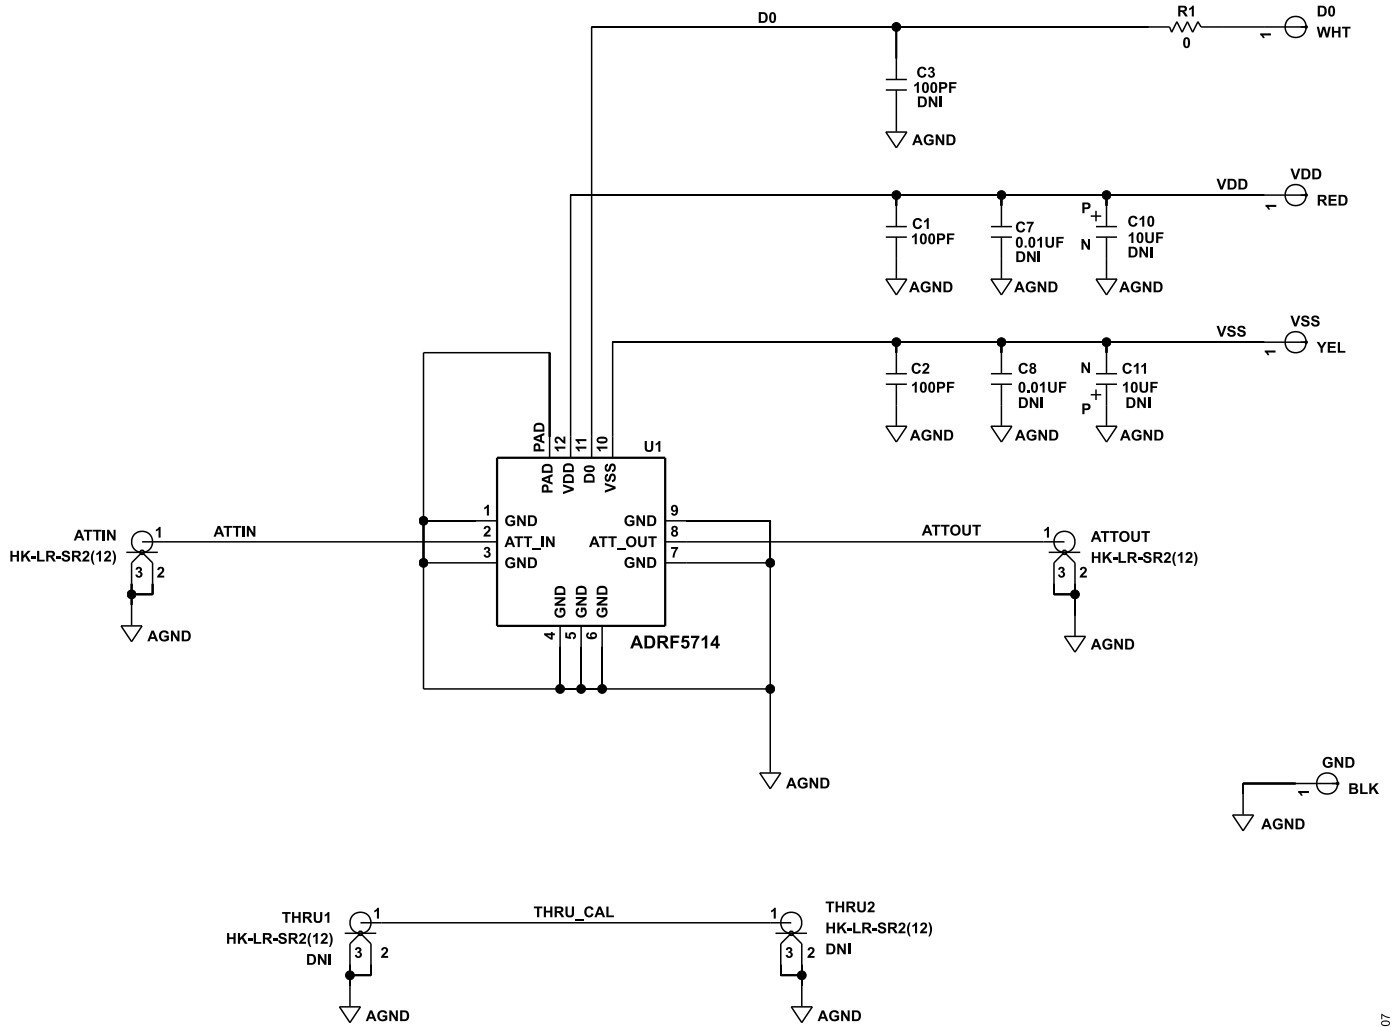 D0
R1
0
1
D0
WHT
C3
100PF
DNI
AGND
VDD
1
VDD
RED
C1
100PF
AGND
C7
0.01UF
DNI
AGND
P
+
N
C10
10UF
DNI
AGND
VSS
1
VSS
YEL
C2
100PF
AGND
C8
0.01UF
DNI
AGND
N
+
P
C11
10UF
DNI
AGND
PAD
12
11
10
U1
PAD
VDD
D0
VSS
1
GND
2
ATT_IN
3
GND
GND
9
ATT_OUT
8
GND
7
GND
GND
GND
4
5
6
ADRF5714
ATTIN
HK-LR-SR2(12)
1
3
2
AGND
ATTIN
ATTOUT
1
3
2
ATTOUT
HK-LR-SR2(12)
AGND
AGND
GND
1
BLK
AGND
THRU1
HK-LR-SR2(12)
DNI
1
3
2
AGND
THRU_CAL
1
3
2
THRU2
HK-LR-SR2(12)
DNI
AGND
07